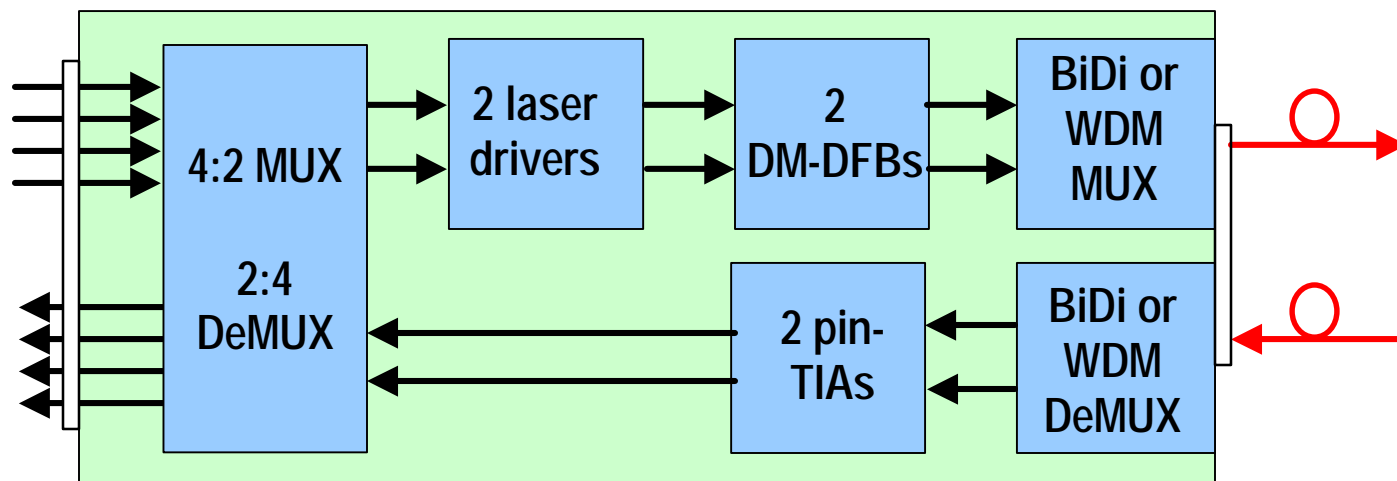 4:2 MUX
2:4
DeMUX
2 laser
drivers
2
DM-DFBs
BiDi or
WDM
MUX
2 pin-
TIAs
BiDi or
WDM
DeMUX